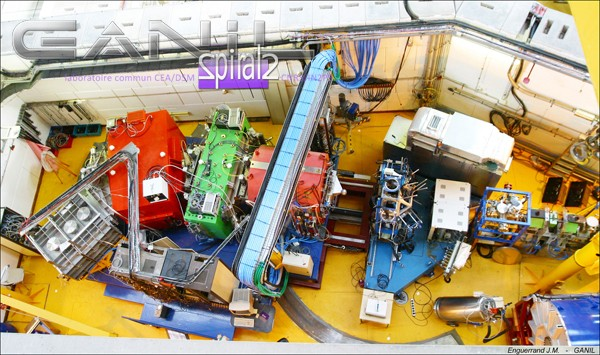 GANIL
spiral2
laboratoire commun CEA/DSM
Enguerrand J.M. - GANIL